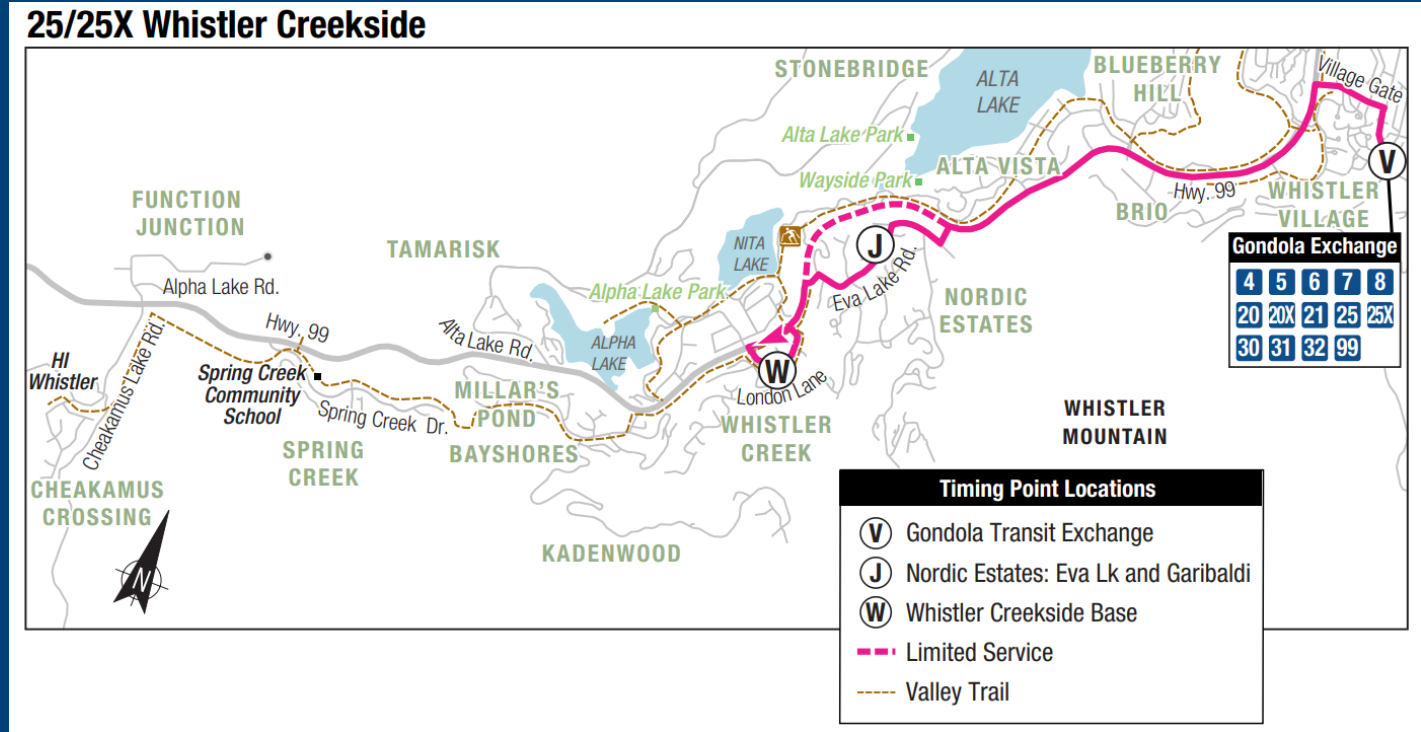 25/25X Whistler Creekside
STONEBRIDGE
ALTA
LAKE
BLUEBERRY
HILL
Village Gate
Alta Lake Park
Wayside Park
ALTA VISTA
V
FUNCTION
JUNCTION
BRIO
Hwy. 99
WHISTLER
VILLAGE
TAMARISK
NITA
LAKE
J
Gondola Exchange
4 5 6 7 8
20 20X 21 25 25X
30 31 32 99
Alpha Lake Rd.
Alpha Lake Park
Eva Lake Rd.
NORDIC
ESTATES
Hwy. 99
Alta Lake Rd.
ALPHA
LAKE
HI
Whistler
Cheakamus Lake Rd.
Spring Creek
Community
School
W
London Lane
MILLAR'S
POND
Spring Creek Dr.
WHISTLER
CREEK
WHISTLER
MOUNTAIN
SPRING
CREEK
BAYSHORES
CHEAKAMUS
CROSSING
KADENWOOD
N
Timing Point Locations
V Gondola Transit Exchange
J Nordic Estates: Eva Lk and Garibaldi
W Whistler Creekside Base
Limited Service
Valley Trail